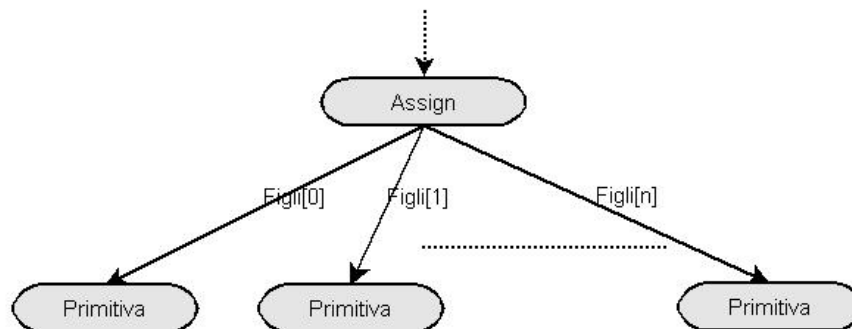 Assign
Figli[0]
Figli[1]
Figli[n]
Primitiva
Primitiva
Primitiva